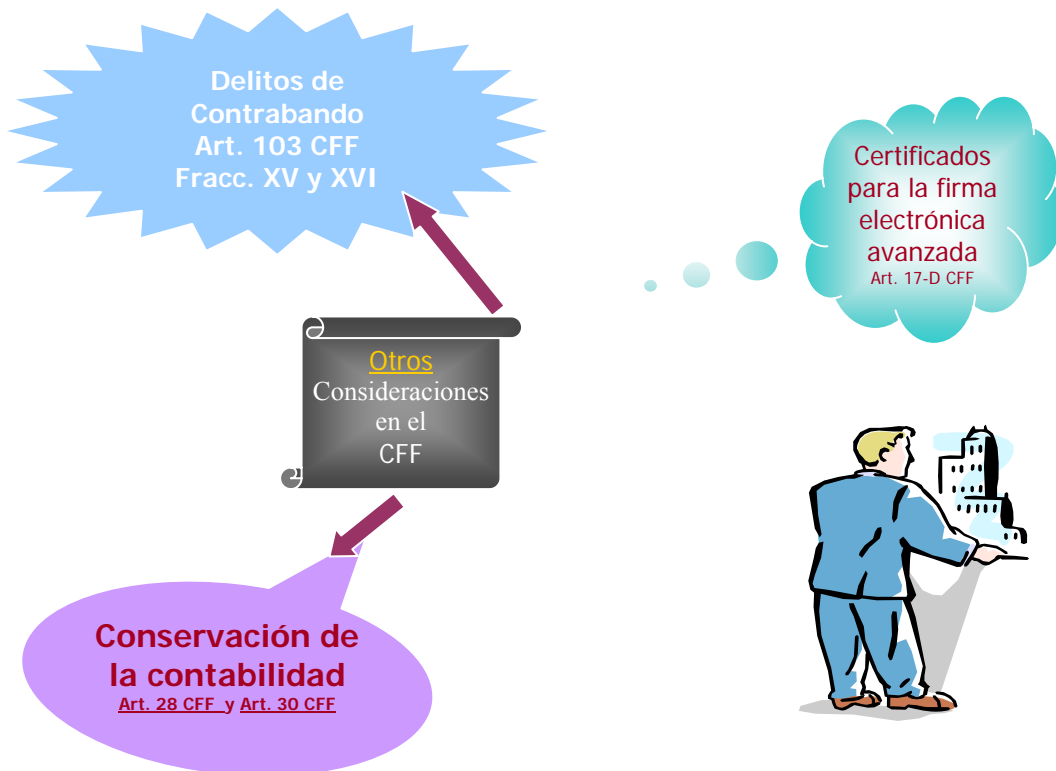 Delitos de
Contrabando
Art. 103 CFF
Fracc. XV y XVI
Certificados
para la firma
electrónica
avanzada
Art. 17-D CFF
Otros
Consideraciones
en el
CFF
Conservación de
la contabilidad
Art. 28 CFF y Art. 30 CFF